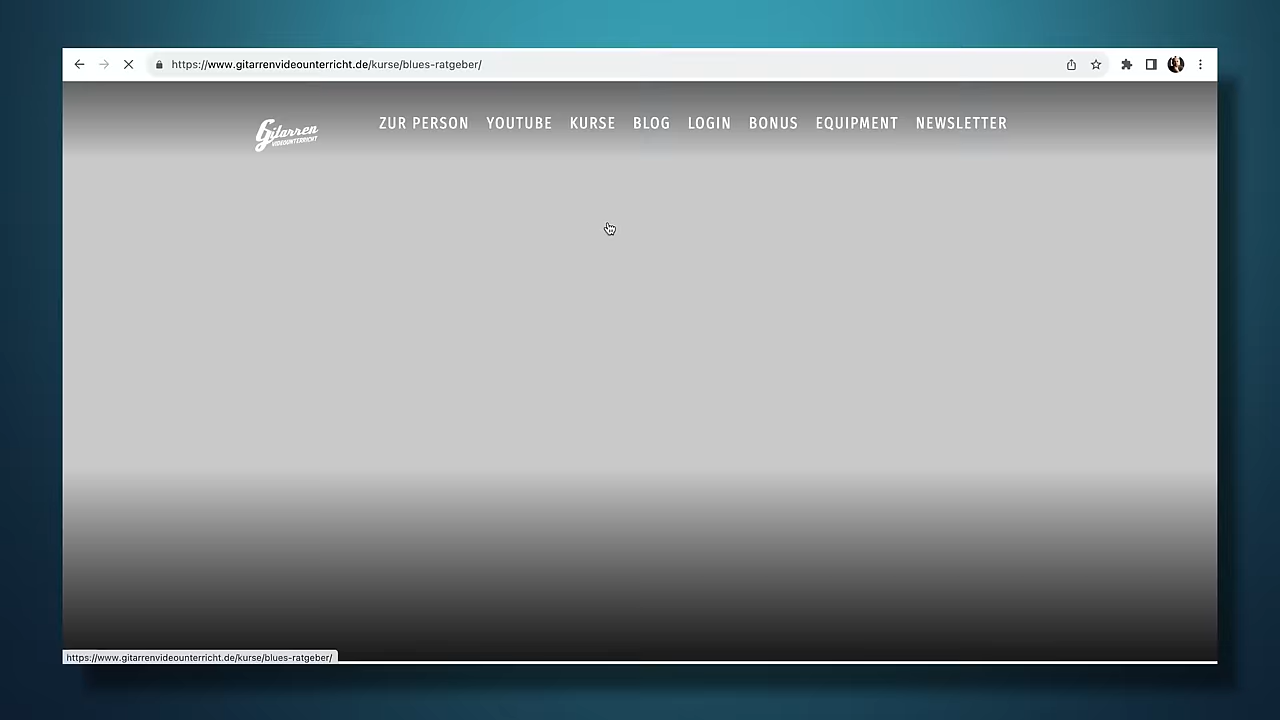 https://www.gitarrenvideounterricht.de/kurse/blues-ratgeber/
Gitarren
VIDEOUNTERRICHT
ZUR PERSON YOUTUBE KURSE BLOG LOGIN BONUS EQUIPMENT NEWSLETTER
https://www.gitarrenvideounterricht.de/kurse/blues-ratgeber/